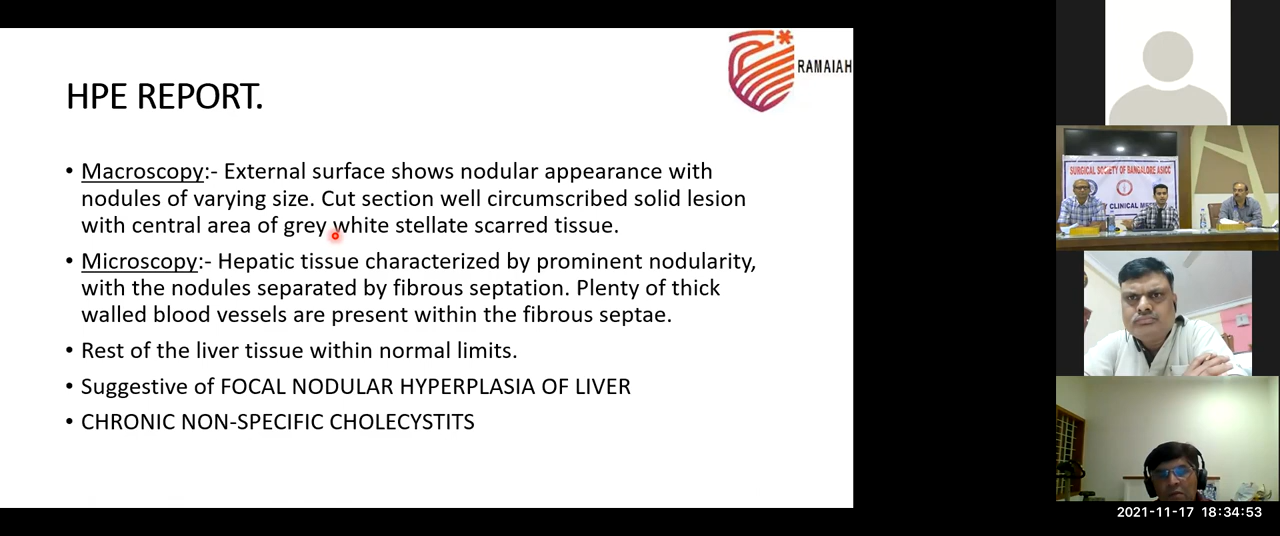 RAMAIAH
HPE REPORT.
• Macroscopy:- External surface shows nodular appearance with
nodules of varying size. Cut section well circumscribed solid lesion
with central area of grey white stellate scarred tissue.
• Microscopy:- Hepatic tissue characterized by prominent nodularity,
with the nodules separated by fibrous septation. Plenty of thick
walled blood vessels are present within the fibrous septae.
• Rest of the liver tissue within normal limits.
• Suggestive of FOCAL NODULAR HYPERPLASIA OF LIVER
• CHRONIC NON-SPECIFIC CHOLECYSTITS
SURGICAL SOCIETY OF BANGALORE ASICC
CLINICAL
2021-11-17 18:34:53